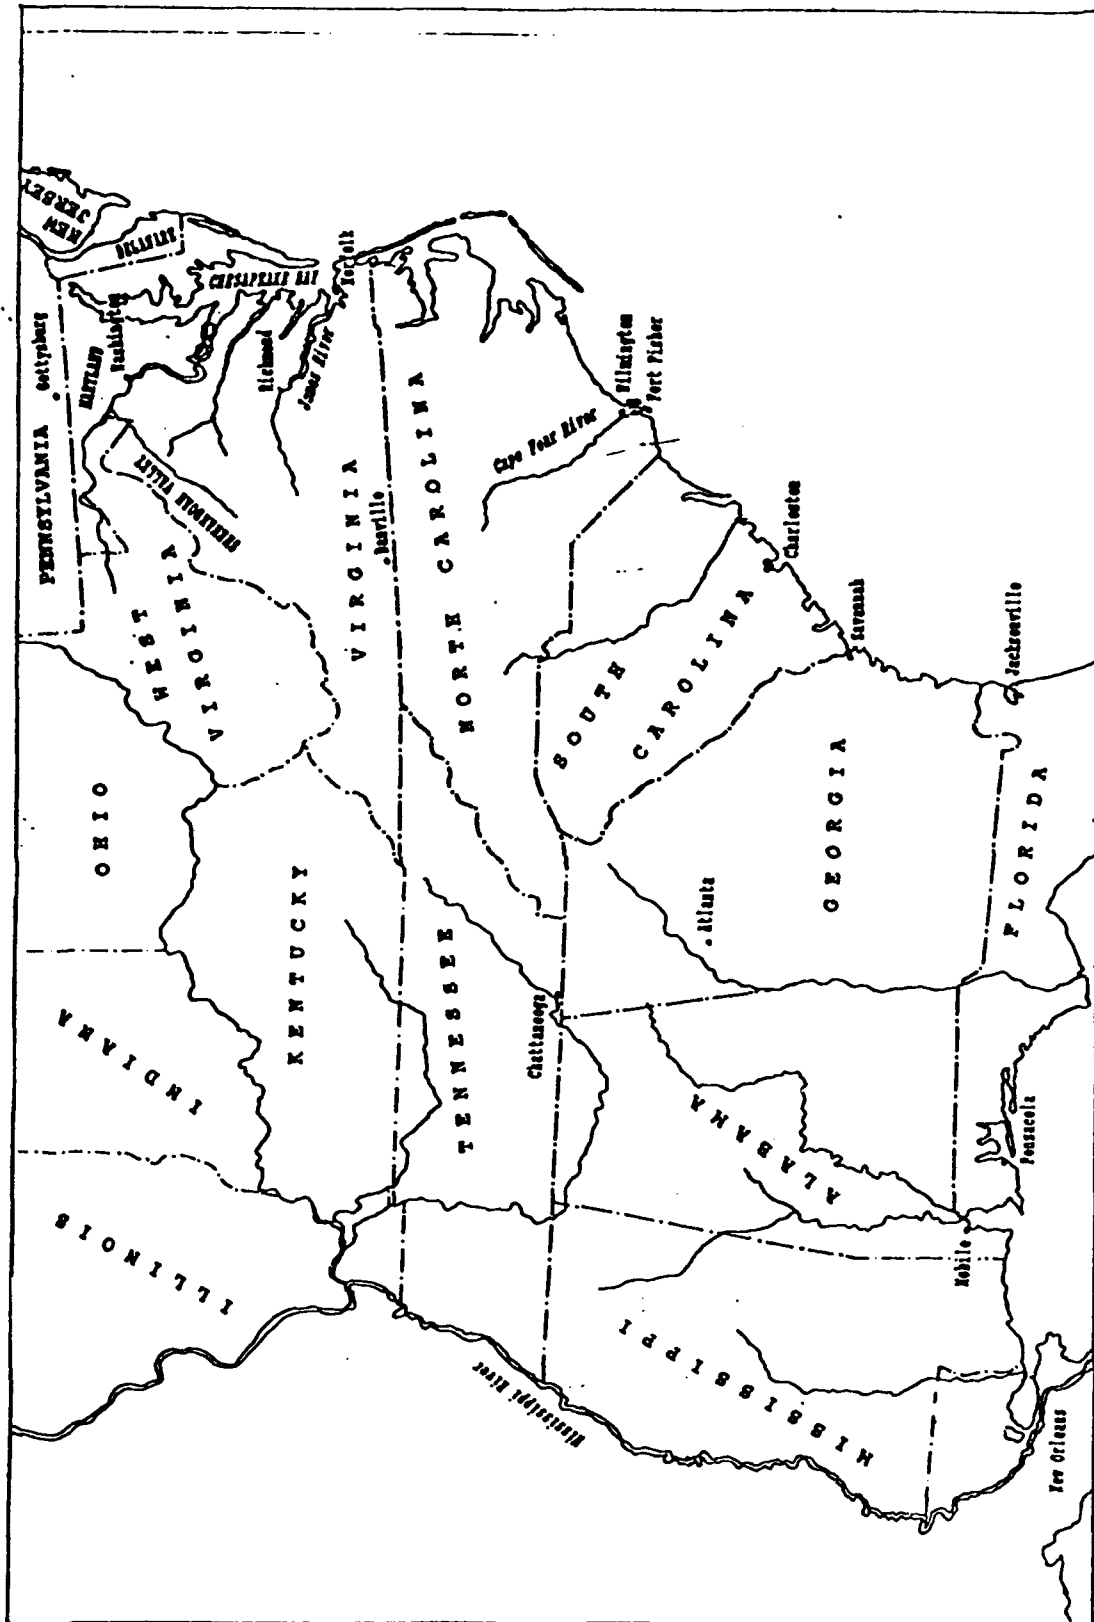 ILLINOIS
INDIANA
OHIO
PENNSYLVANIA
Gettysburg
NEW
JERSEY
MARYLAND
DELAWARE
Washington
WEST
VIRGINIA
SHENANDOAH VALLEY
CHESAPEAKE BAY
Richmond
James River
Norfolk
KENTUCKY
VIRGINIA
Danville
TENNESSEE
NORTH CAROLINA
Chattanooga
Cape Fear River
Wilmington
Fort Fisher
Mississippi River
SOUTH
CAROLINA
Charleston
Atlanta
Savannah
MISSISSIPPI
ALABAMA
GEORGIA
Mobile
Pensacola
FLORIDA
Jacksonville
New Orleans